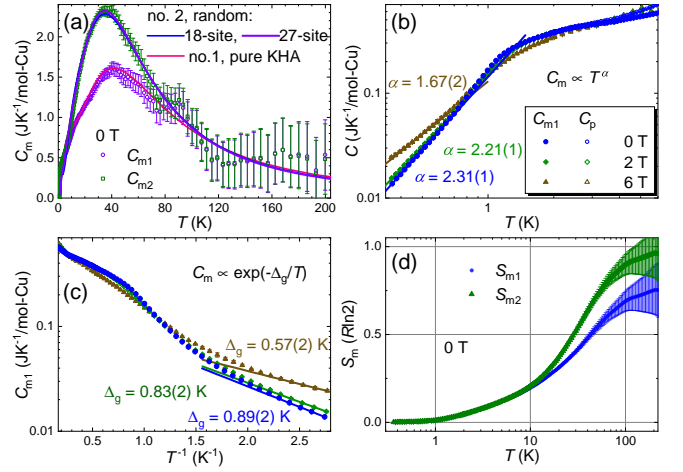 (a)
no. 2, random:
18-site,
27-site
no.1, pure KHA
0 T
C_m1
C_m2
C_m (JK⁻¹/mol-Cu)
2.5
2.0
1.5
1.0
0.5
0.0
0 40 80 120 160 200
T (K)
(b)
α = 1.67(2)
C_m ∝ T^α
C_m1 C_p
0 T
2 T
6 T
α = 2.21(1)
α = 2.31(1)
C (JK⁻¹/mol-Cu)
0.1
0.01
1
T (K)
(c)
C_m ∝ exp(-Δ_g/T)
Δ_g = 0.57(2) K
Δ_g = 0.83(2) K
Δ_g = 0.89(2) K
C_m1 (JK⁻¹/mol-Cu)
0.1
0.01
0.5 1.0 1.5 2.0 2.5
T⁻¹ (K⁻¹)
(d)
S_m1
S_m2
0 T
S_m (Rln2)
1.0
0.5
0.0
1 10 100
T (K)